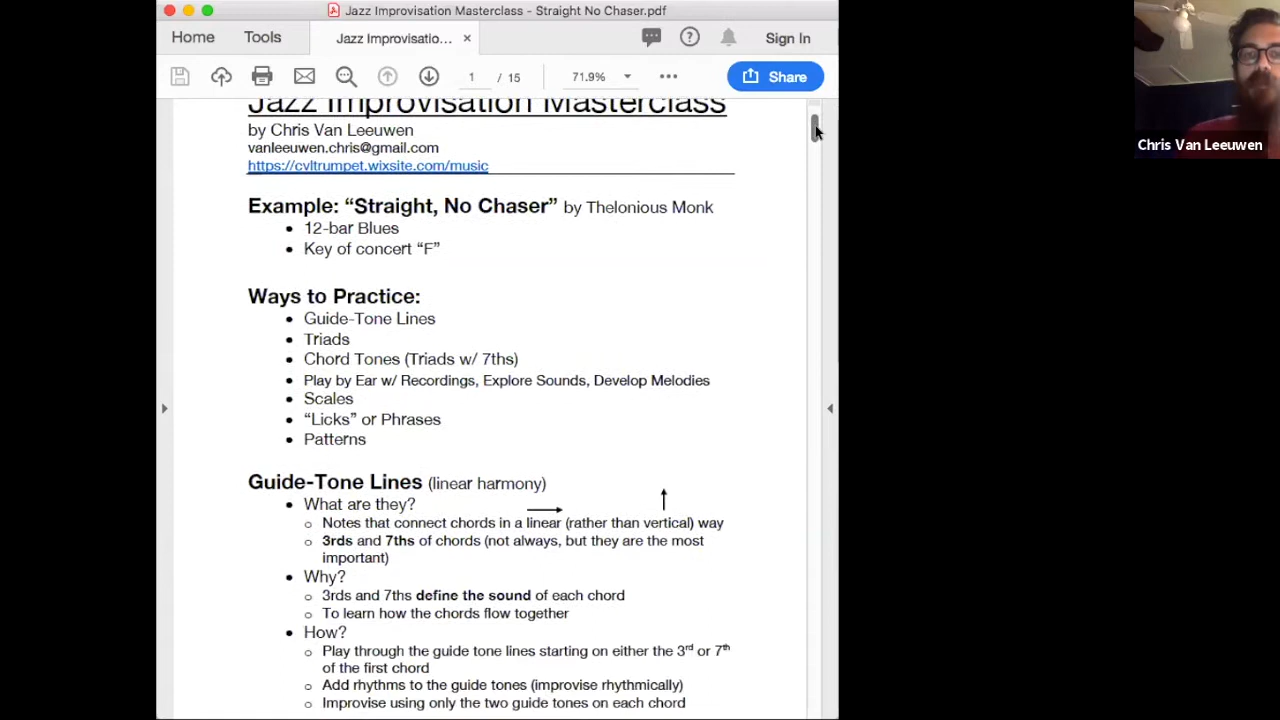 Jazz Improvisation Masterclass - Straight No Chaser.pdf
Home Tools Jazz Improvisatio... × Sign In
1 / 15 71.9% Share
Jazz Improvisation Masterclass
by Chris Van Leeuwen
vanleeuwen.chris@gmail.com
https://cvltrumpet.wixsite.com/music
Chris Van Leeuwen
Example: “Straight, No Chaser” by Thelonious Monk
• 12-bar Blues
• Key of concert “F”
Ways to Practice:
• Guide-Tone Lines
• Triads
• Chord Tones (Triads w/ 7ths)
• Play by Ear w/ Recordings, Explore Sounds, Develop Melodies
• Scales
• “Licks” or Phrases
• Patterns
Guide-Tone Lines (linear harmony)
• What are they?
o Notes that connect chords in a linear (rather than vertical) way
o 3rds and 7ths of chords (not always, but they are the most
important)
• Why?
o 3rds and 7ths define the sound of each chord
o To learn how the chords flow together
• How?
o Play through the guide tone lines starting on either the 3rd or 7th
of the first chord
o Add rhythms to the guide tones (improvise rhythmically)
o Improvise using only the two guide tones on each chord